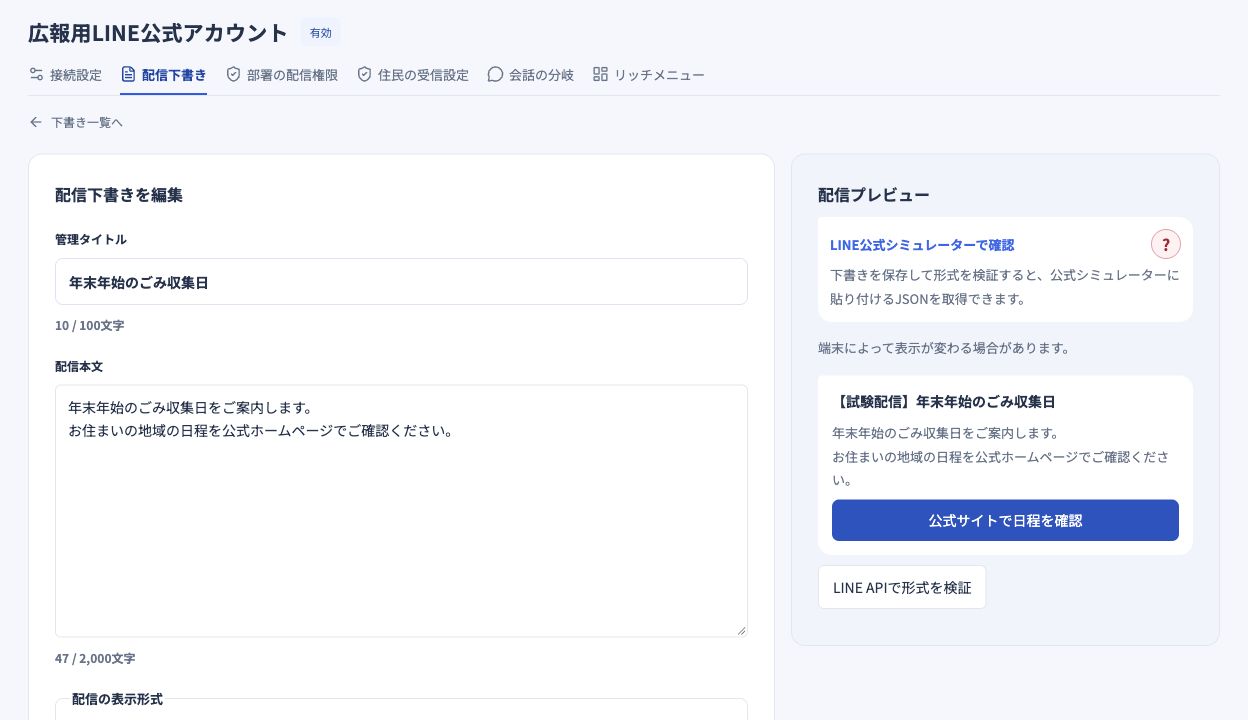 広報用LINE公式アカウント 有効
接続設定 配信下書き 部署の配信権限 住民の受信設定 会話の分岐 リッチメニュー
下書き一覧へ
配信下書きを編集
管理タイトル
年末年始のごみ収集日
10 / 100文字
配信本文
年末年始のごみ収集日をご案内します。
お住まいの地域の日程を公式ホームページでご確認ください。
47 / 2,000文字
配信の表示形式
配信プレビュー
LINE公式シミュレーターで確認 ?
下書きを保存して形式を検証すると、公式シミュレーターに
貼り付けるJSONを取得できます。
端末によって表示が変わる場合があります。
【試験配信】年末年始のごみ収集日
年末年始のごみ収集日をご案内します。
お住まいの地域の日程を公式ホームページでご確認くださ
い。
公式サイトで日程を確認
LINE APIで形式を検証